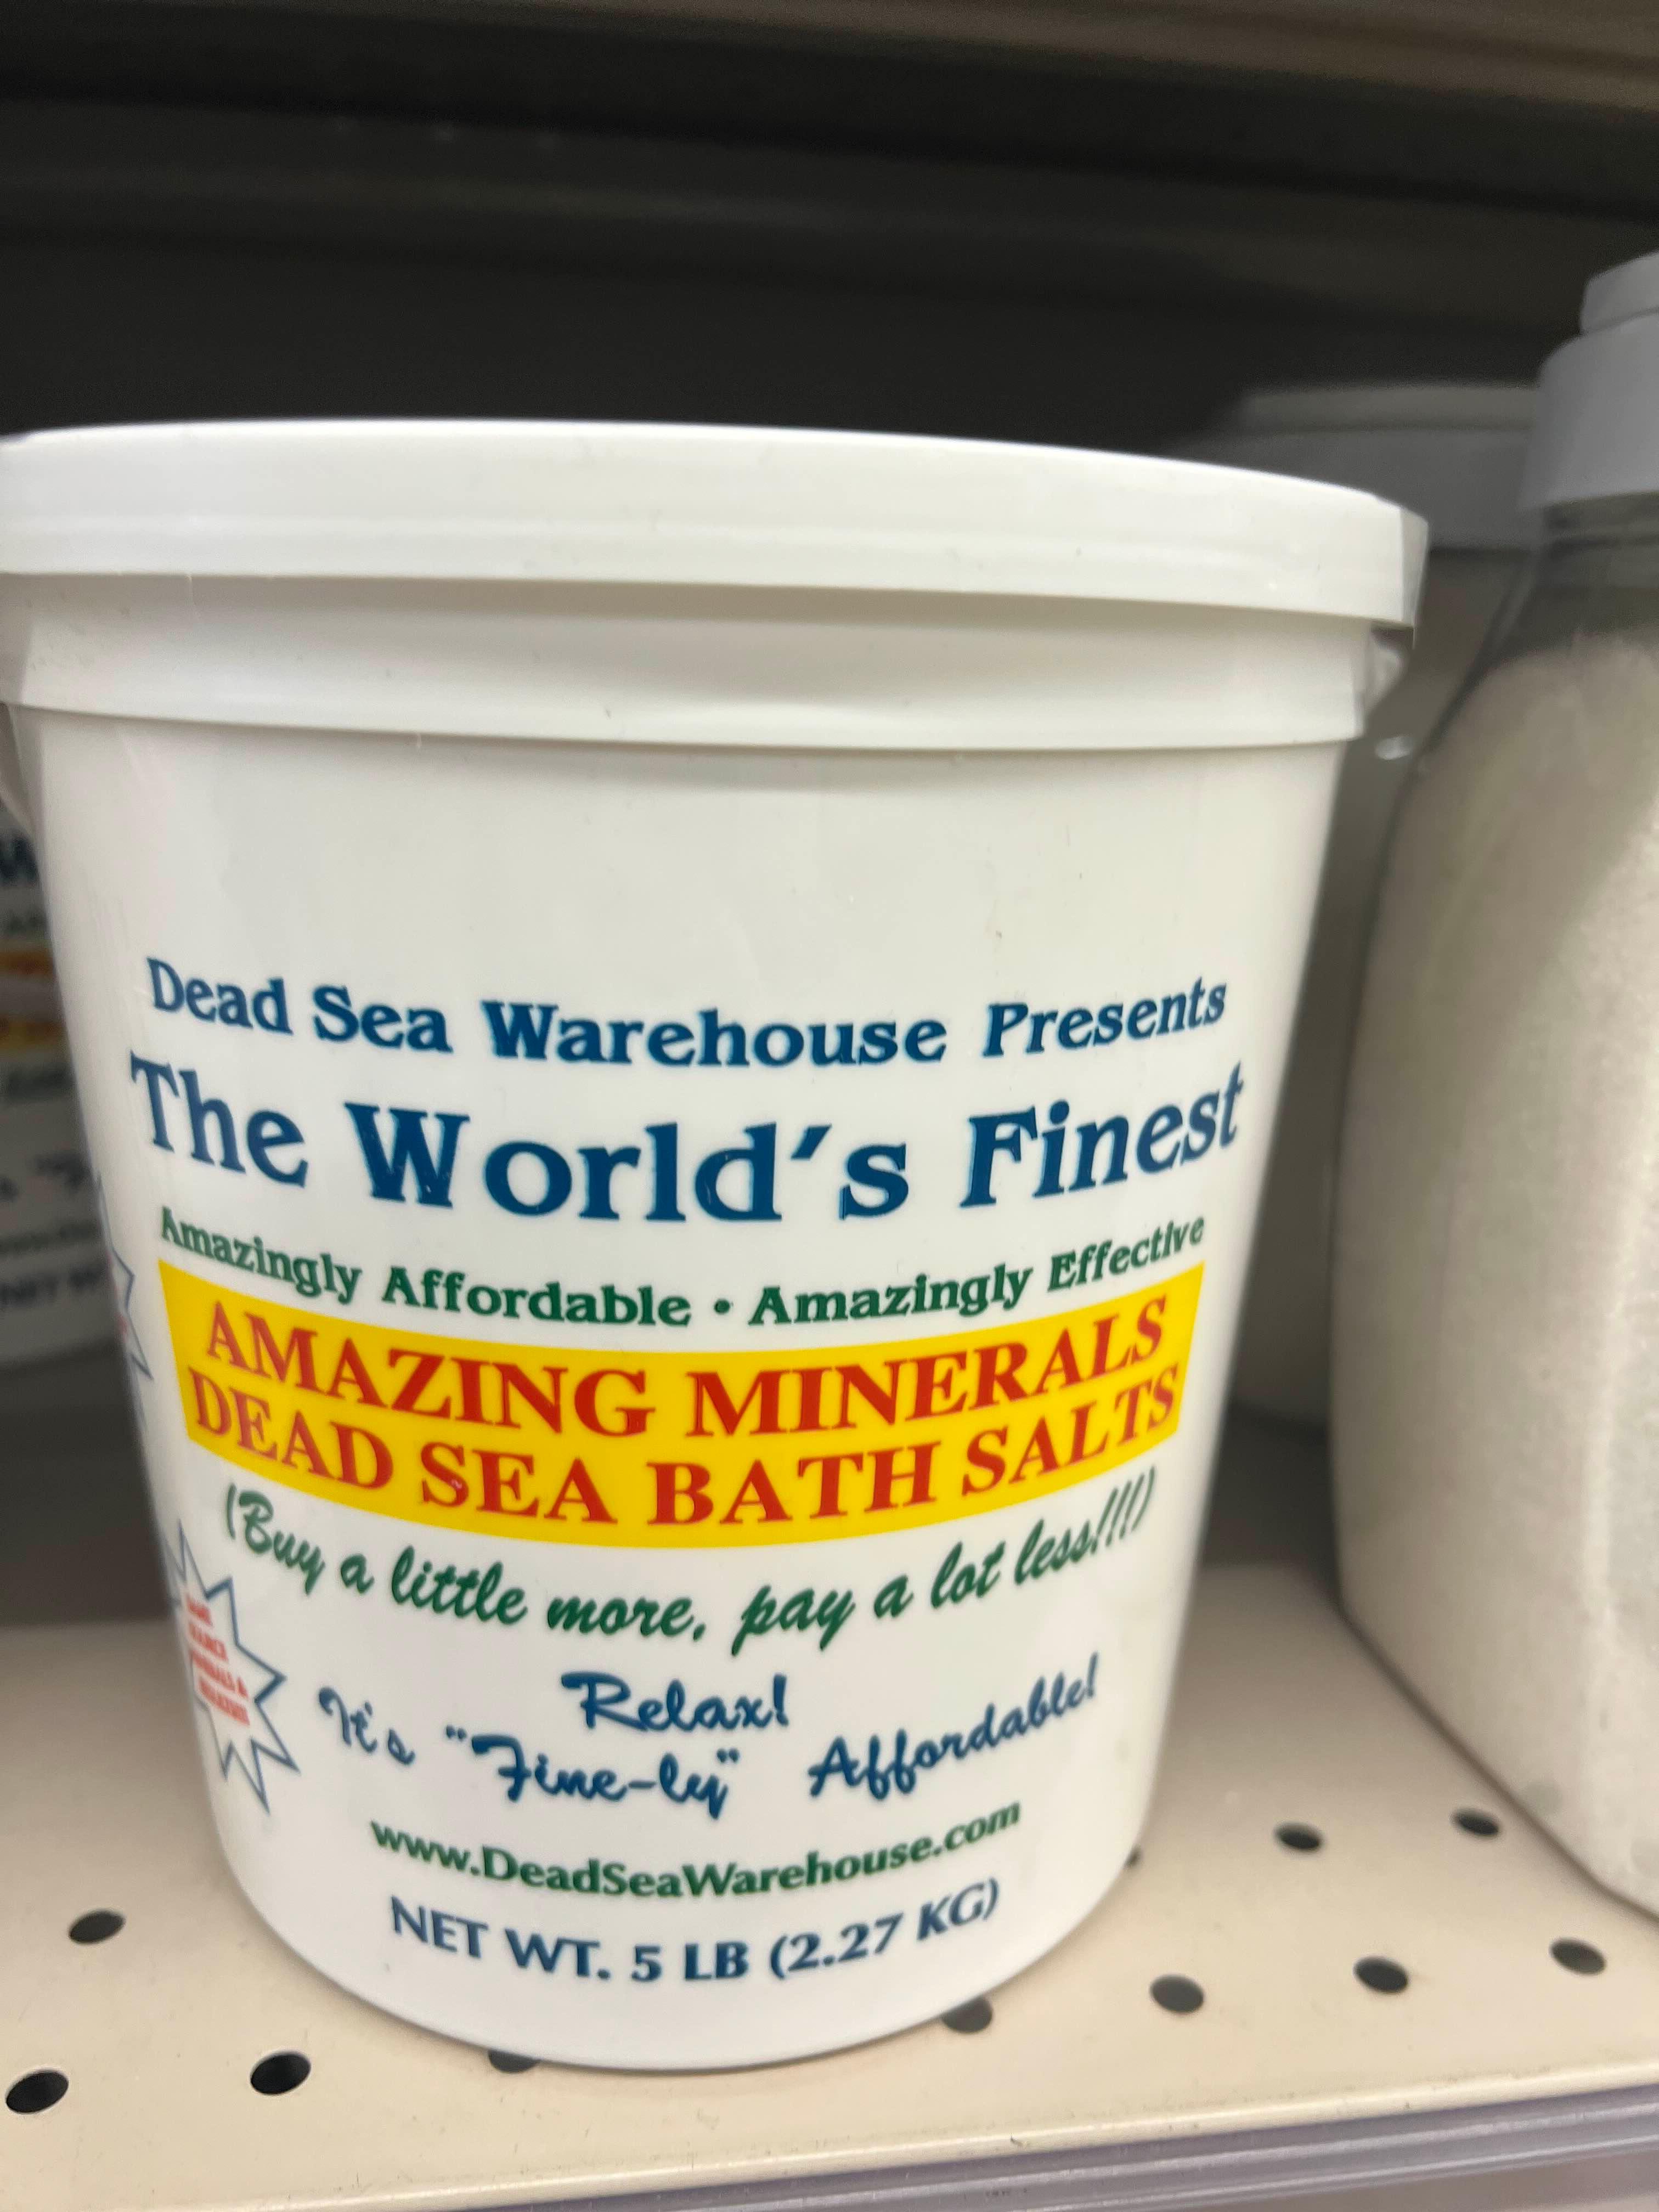 Dead Sea Warehouse Presents
The World's Finest
Amazingly Affordable • Amazingly Effective
AMAZING MINERALS
DEAD SEA BATH SALTS
(Buy a little more, pay a lot less!!!)
Relax!
It's "Fine-ly" Affordable!
www.DeadSeaWarehouse.com
NET WT. 5 LB (2.27 KG)